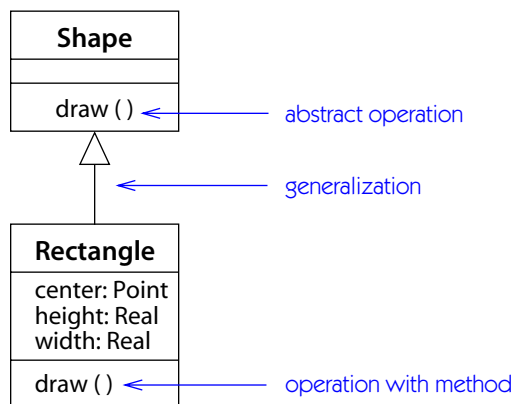 Shape
draw ( )
abstract operation
generalization
Rectangle
center: Point
height: Real
width: Real
draw ( )
operation with method